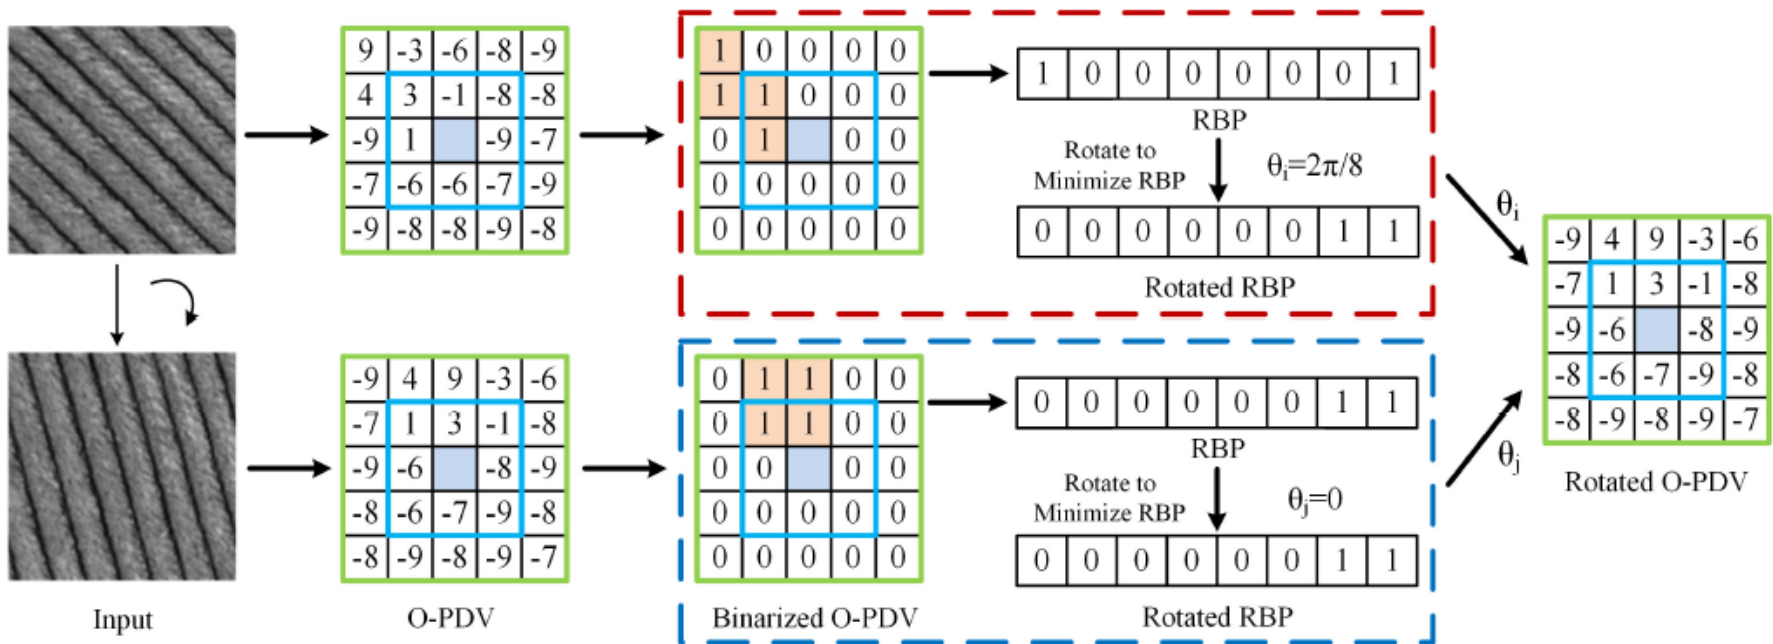 9 -3 -6 -8 -9
4 3 -1 -8 -8
-9 1 -9 -7
-7 -6 -6 -7 -9
-9 -8 -8 -9 -8
1 0 0 0 0
1 1 0 0 0
0 1 0 0
0 0 0 0 0
0 0 0 0 0
1 0 0 0 0 0 0 1
RBP
Rotate to
Minimize RBP
θi=2π/8
0 0 0 0 0 0 1 1
Rotated RBP
θi
-9 4 9 -3 -6
-7 1 3 -1 -8
-9 -6 -8 -9
-8 -6 -7 -9 -8
-8 -9 -8 -9 -7
Rotated O-PDV
θj
-9 4 9 -3 -6
-7 1 3 -1 -8
-9 -6 -8 -9
-8 -6 -7 -9 -8
-8 -9 -8 -9 -7
0 1 1 0 0
0 1 1 0 0
0 0 0 0
0 0 0 0 0
0 0 0 0 0
0 0 0 0 0 0 1 1
RBP
Rotate to
Minimize RBP
θj=0
0 0 0 0 0 0 1 1
Rotated RBP
Input
O-PDV
Binarized O-PDV